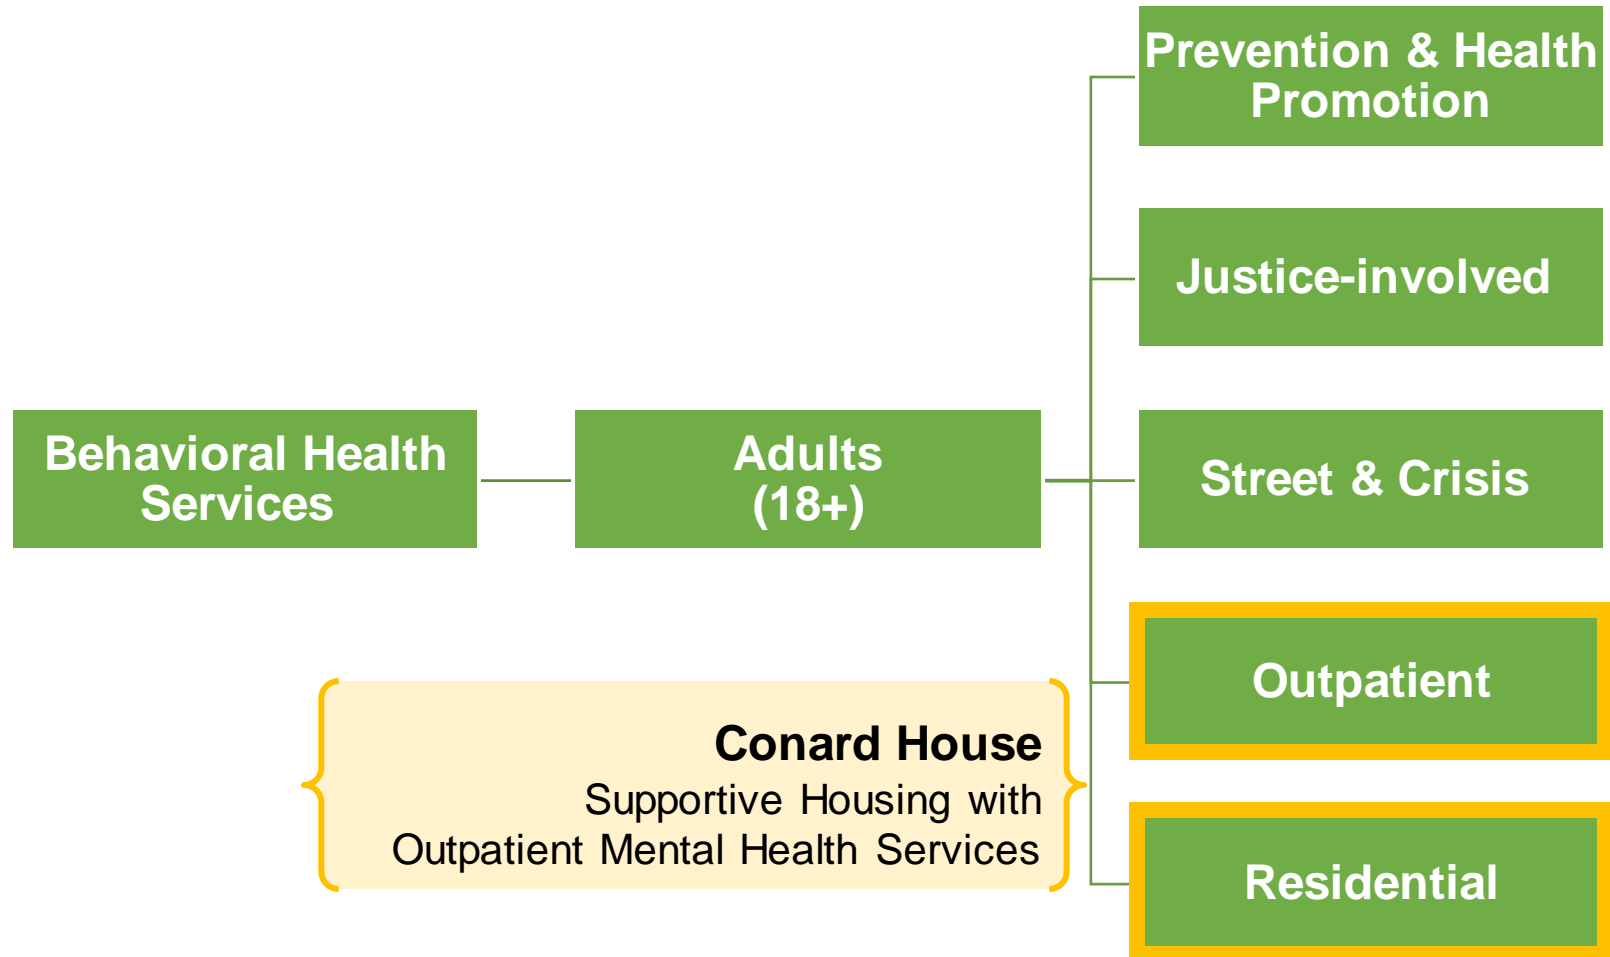 Prevention & Health
Promotion
Justice-involved
Behavioral Health
Services
Adults
(18+)
Street & Crisis
Outpatient
Conard House
Supportive Housing with
Outpatient Mental Health Services
Residential